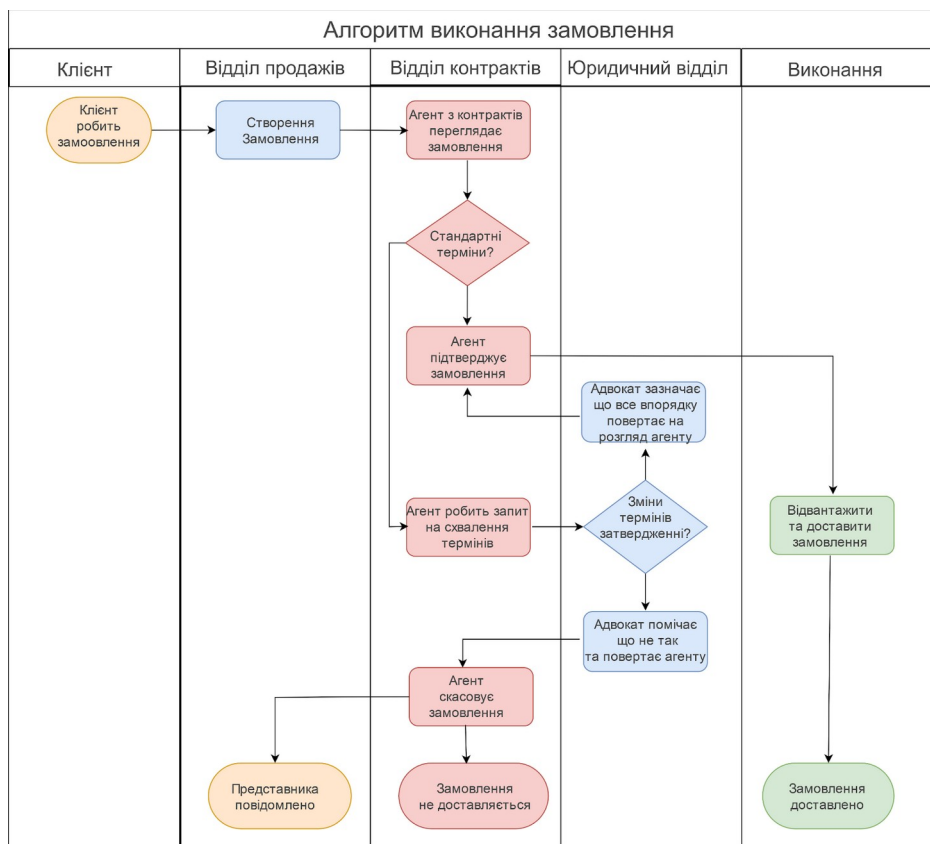 Алгоритм виконання замовлення
Клієнт
Відділ продажів
Відділ контрактів
Юридичний відділ
Виконання
Клієнт
робить
замоовлення
Створення
Замовлення
Агент з контрактів
переглядає
замовлення
Стандартні
терміни?
Агент
підтверджує
замовлення
Адвокат зазначає
що все впорядку
повертає на
розгляд агенту
Агент робить запит
на схвалення
термінів
Зміни
термінів
затвердженні?
Відвантажити
та доставити
замовлення
Адвокат помічає
що не так
та повертає агенту
Агент
скасовує
замовлення
Представника
повідомлено
Замовлення
не доставляється
Замовлення
доставлено